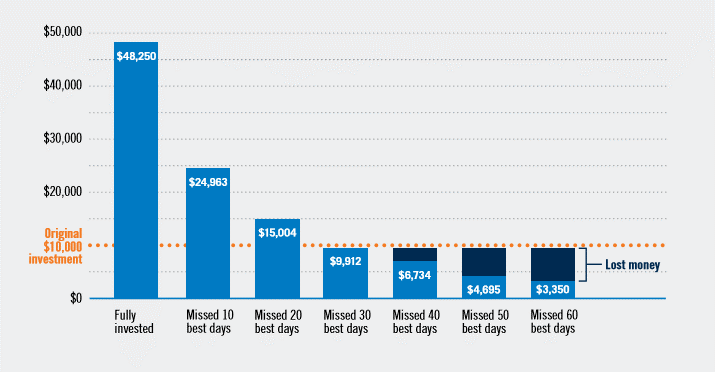 $50,000
$48,250
$40,000
$30,000
$20,000
$24,963
$15,004
Original
$10,000
investment
$9,912
$6,734
$4,695
$3,350
Lost money
$0
Fully
invested
Missed 10
best days
Missed 20
best days
Missed 30
best days
Missed 40
best days
Missed 50
best days
Missed 60
best days